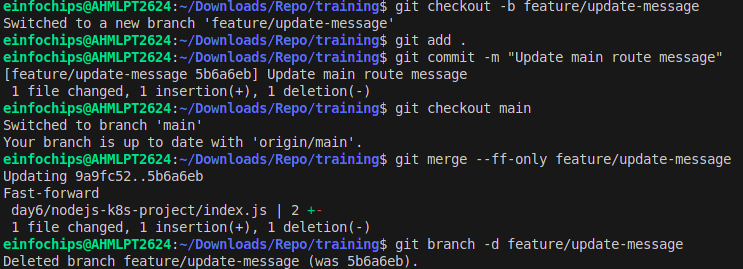 einfochips@AHMLPT2624:~/Downloads/Repo/training$ git checkout -b feature/update-message
Switched to a new branch 'feature/update-message'
einfochips@AHMLPT2624:~/Downloads/Repo/training$ git add .
einfochips@AHMLPT2624:~/Downloads/Repo/training$ git commit -m "Update main route message"
[feature/update-message 5b6a6eb] Update main route message
 1 file changed, 1 insertion(+), 1 deletion(-)
einfochips@AHMLPT2624:~/Downloads/Repo/training$ git checkout main
Switched to branch 'main'
Your branch is up to date with 'origin/main'.
einfochips@AHMLPT2624:~/Downloads/Repo/training$ git merge --ff-only feature/update-message
Updating 9a9fc52..5b6a6eb
Fast-forward
 day6/nodejs-k8s-project/index.js | 2 +-
 1 file changed, 1 insertion(+), 1 deletion(-)
einfochips@AHMLPT2624:~/Downloads/Repo/training$ git branch -d feature/update-message
Deleted branch feature/update-message (was 5b6a6eb).